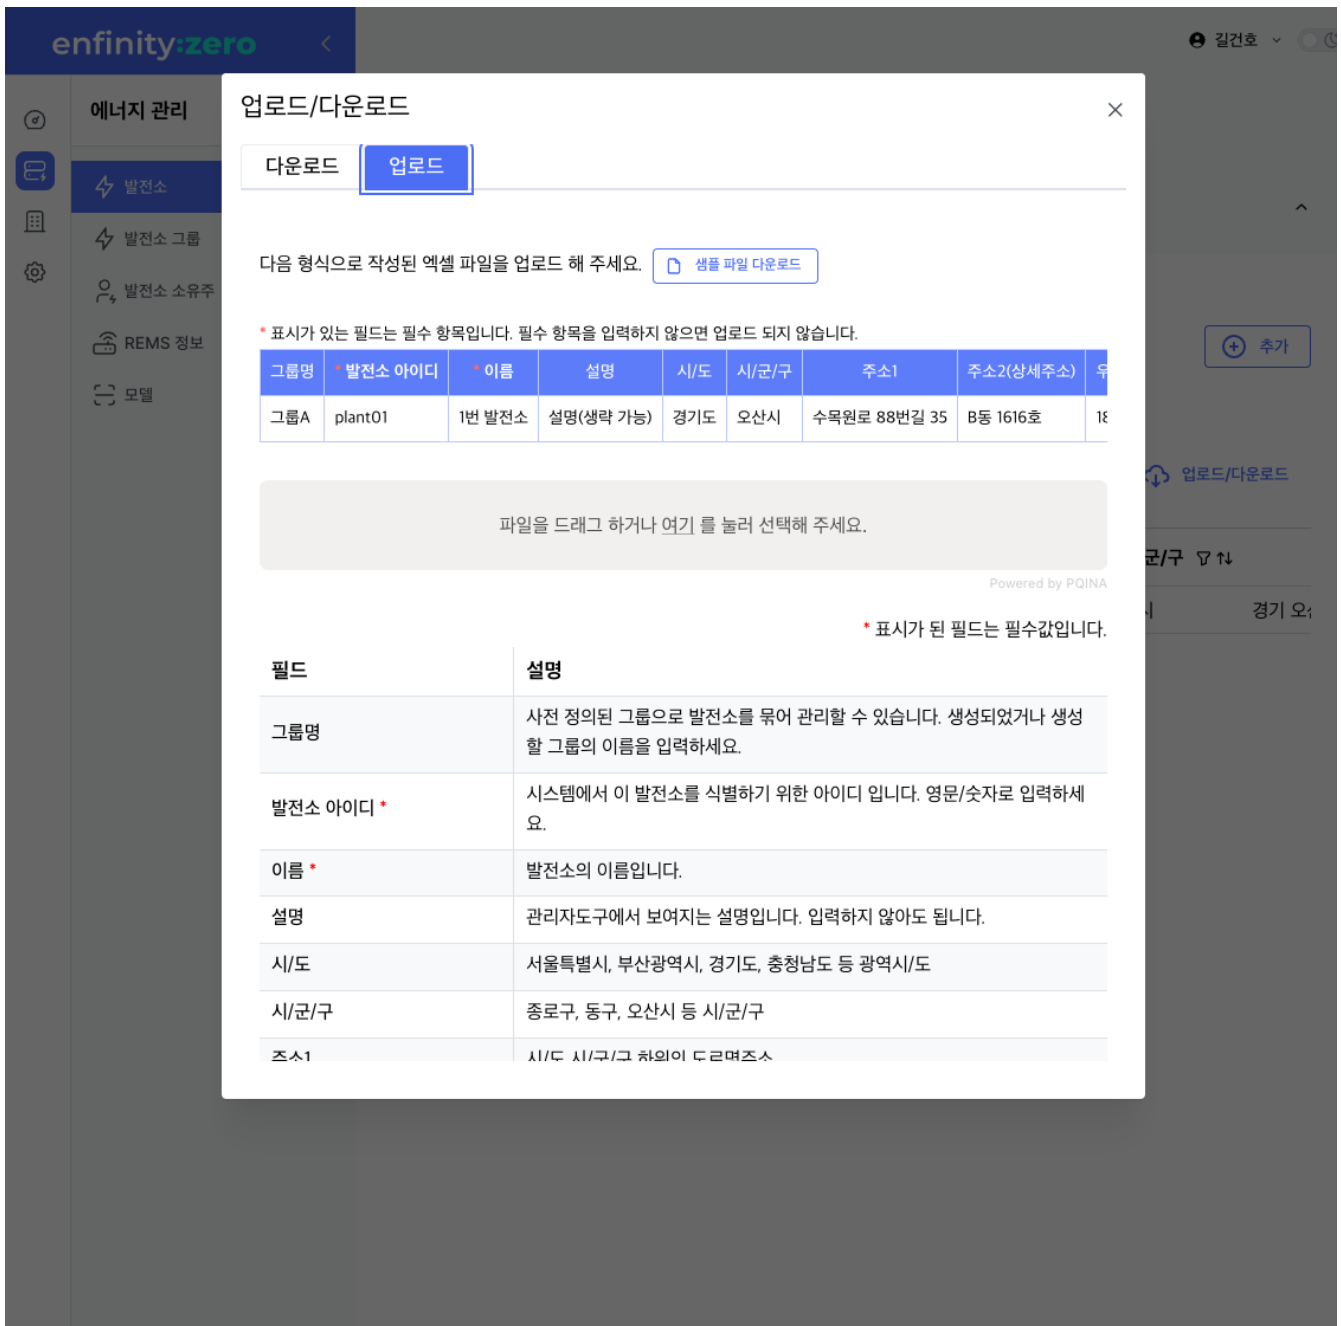 enfinity:zero
길건호
에너지 관리
발전소
발전소 그룹
발전소 소유주
REMS 정보
모델
업로드/다운로드
다운로드
업로드
다음 형식으로 작성된 엑셀 파일을 업로드 해 주세요.
샘플 파일 다운로드
* 표시가 있는 필드는 필수 항목입니다. 필수 항목을 입력하지 않으면 업로드 되지 않습니다.
그룹명 * 발전소 아이디 * 이름 설명 시/도 시/군/구 주소1 주소2(상세주소) 우
그룹A plant01 1번 발전소 설명(생략 가능) 경기도 오산시 수목원로 88번길 35 B동 1616호 18
파일을 드래그 하거나 여기 를 눌러 선택해 주세요.
Powered by PQINA
* 표시가 된 필드는 필수값입니다.
필드 설명
그룹명 사전 정의된 그룹으로 발전소를 묶어 관리할 수 있습니다. 생성되었거나 생성
할 그룹의 이름을 입력하세요.
발전소 아이디 * 시스템에서 이 발전소를 식별하기 위한 아이디 입니다. 영문/숫자로 입력하세
요.
이름 * 발전소의 이름입니다.
설명 관리자도구에서 보여지는 설명입니다. 입력하지 않아도 됩니다.
시/도 서울특별시, 부산광역시, 경기도, 충청남도 등 광역시/도
시/군/구 종로구, 동구, 오산시 등 시/군/구
주소1 시/도 시/군/구 하위의 도로명주소
추가
업로드/다운로드
군/구
시 경기 오산